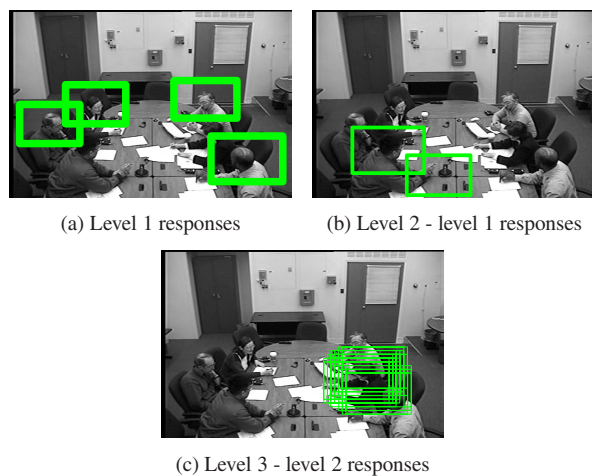 (a) Level 1 responses
(b) Level 2 - level 1 responses
(c) Level 3 - level 2 responses